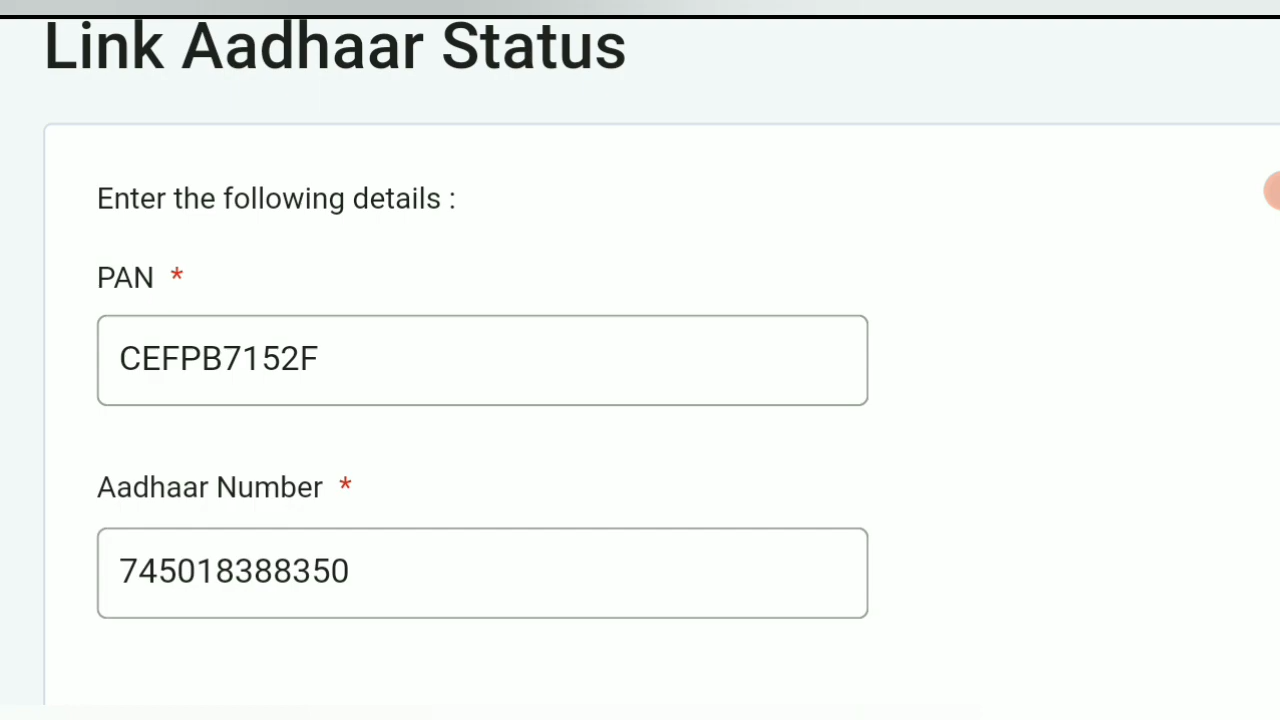 Link Aadhaar Status
Enter the following details :
PAN *
CEFPB7152F
Aadhaar Number *
745018388350